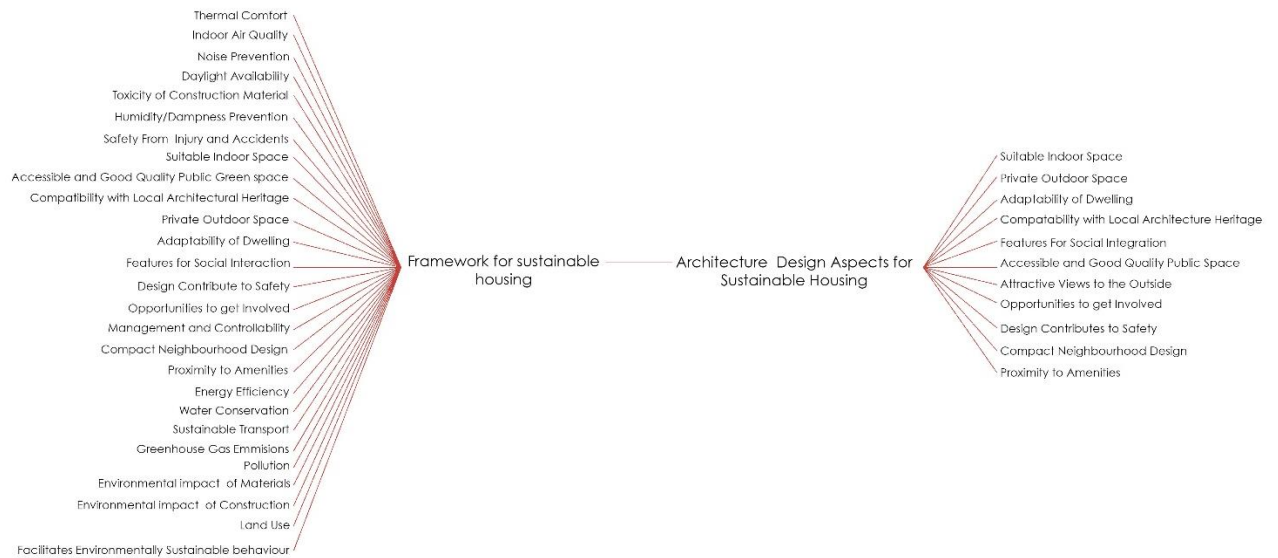 Thermal Comfort
Indoor Air Quality
Noise Prevention
Daylight Availability
Toxicity of Construction Material
Humidity/Dampness Prevention
Safety From Injury and Accidents
Suitable Indoor Space
Accessible and Good Quality Public Green space
Compatibility with Local Architectural Heritage
Private Outdoor Space
Adaptability of Dwelling
Features for Social Interaction
Design Contribute to Safety
Opportunities to get Involved
Management and Controllability
Compact Neighbourhood Design
Proximity to Amenities
Energy Efficiency
Water Conservation
Sustainable Transport
Greenhouse Gas Emmisions
Pollution
Environmental impact of Materials
Environmental impact of Construction
Land Use
Facilitates Environmentally Sustainable behaviour
Framework for sustainable
housing
Architecture Design Aspects for
Sustainable Housing
Suitable Indoor Space
Private Outdoor Space
Adaptability of Dwelling
Compatability with Local Architecture Heritage
Features For Social Integration
Accessible and Good Quality Public Space
Attractive Views to the Outside
Opportunities to get Involved
Design Contributes to Safety
Compact Neighbourhood Design
Proximity to Amenities